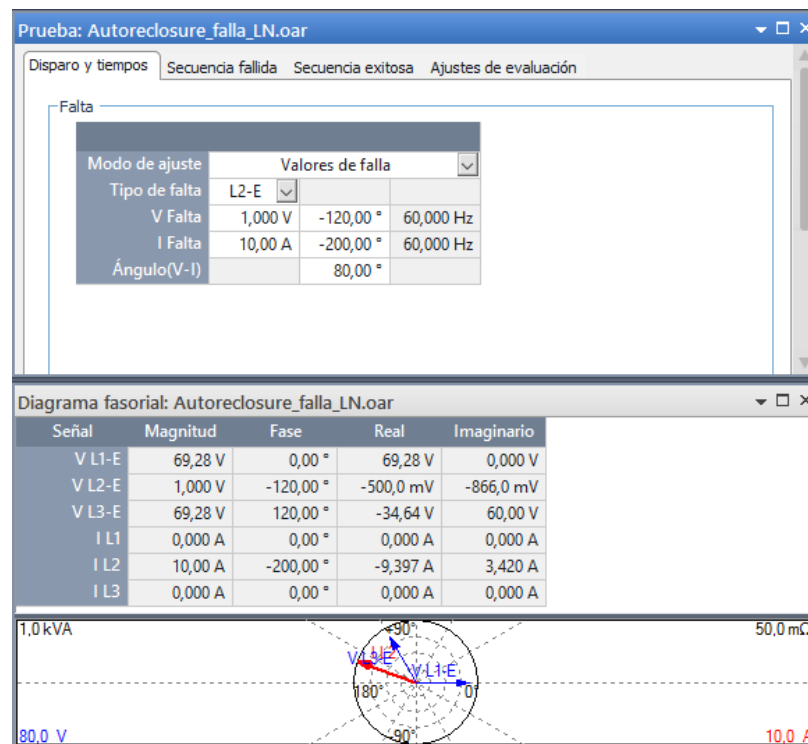 Prueba: Autoreclosure_falla_LN.oar
Disparo y tiempos Secuencia fallida Secuencia exitosa Ajustes de evaluación
Falta
Modo de ajuste Valores de falla
Tipo de falta L2-E
V Falta 1,000 V -120,00 ° 60,000 Hz
I Falta 10,00 A -200,00 ° 60,000 Hz
Ángulo(V-I) 80,00 °
Diagrama fasorial: Autoreclosure_falla_LN.oar
Señal Magnitud Fase Real Imaginario
V L1-E 69,28 V 0,00 ° 69,28 V 0,000 V
V L2-E 1,000 V -120,00 ° -500,0 mV -866,0 mV
V L3-E 69,28 V 120,00 ° -34,64 V 60,00 V
I L1 0,000 A 0,00 ° 0,000 A 0,000 A
I L2 10,00 A -200,00 ° -9,397 A 3,420 A
I L3 0,000 A 0,00 ° 0,000 A 0,000 A
1,0 kVA +90° 50,0 mΩ
V L3-E
V L1-E
180° 0°
80,0 V -90° 10,0 A